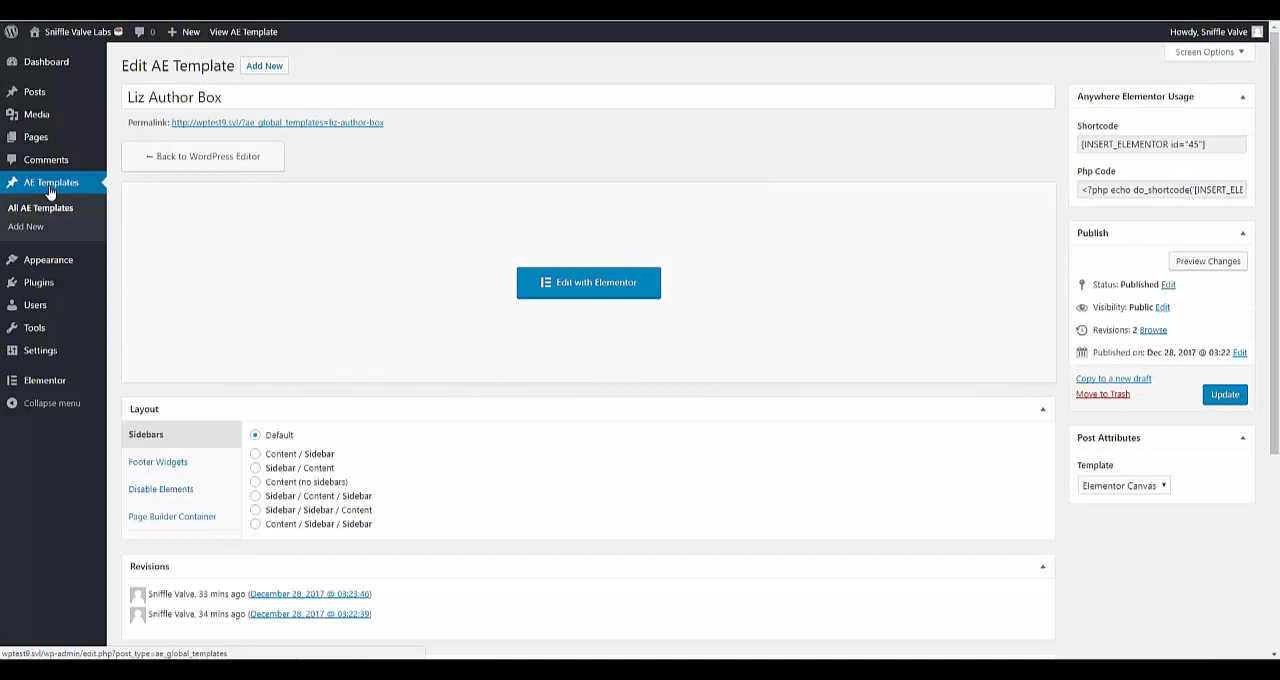 Sniffle Valve Labs
0
New
View AE Template
Howdy, Sniffle Valve
Dashboard
Posts
Media
Pages
Comments
AE Templates
All AE Templates
Add New
Appearance
Plugins
Users
Tools
Settings
Elementor
Collapse menu
Screen Options ▼
Edit AE Template
Add New
Liz Author Box
Permalink: http://wptest9.svl/?ae_global_templates=liz-author-box
← Back to WordPress Editor
Edit with Elementor
Layout
Sidebars
Footer Widgets
Disable Elements
Page Builder Container
Default
Content / Sidebar
Sidebar / Content
Content (no sidebars)
Sidebar / Content / Sidebar
Sidebar / Sidebar / Content
Content / Sidebar / Sidebar
Revisions
Sniffle Valve, 33 mins ago (December 28, 2017 @ 03:23:46)
Sniffle Valve, 34 mins ago (December 28, 2017 @ 03:22:39)
Anywhere Elementor Usage
Shortcode
[INSERT_ELEMENTOR id="45"]
Php Code
<?php echo do_shortcode('[INSERT_ELE
Publish
Preview Changes
Status: Published Edit
Visibility: Public Edit
Revisions: 2 Browse
Published on: Dec 28, 2017 @ 03:22 Edit
Copy to a new draft
Move to Trash
Update
Post Attributes
Template
Elementor Canvas
wptest9.svl/wp-admin/edit.php?post_type=ae_global_templates